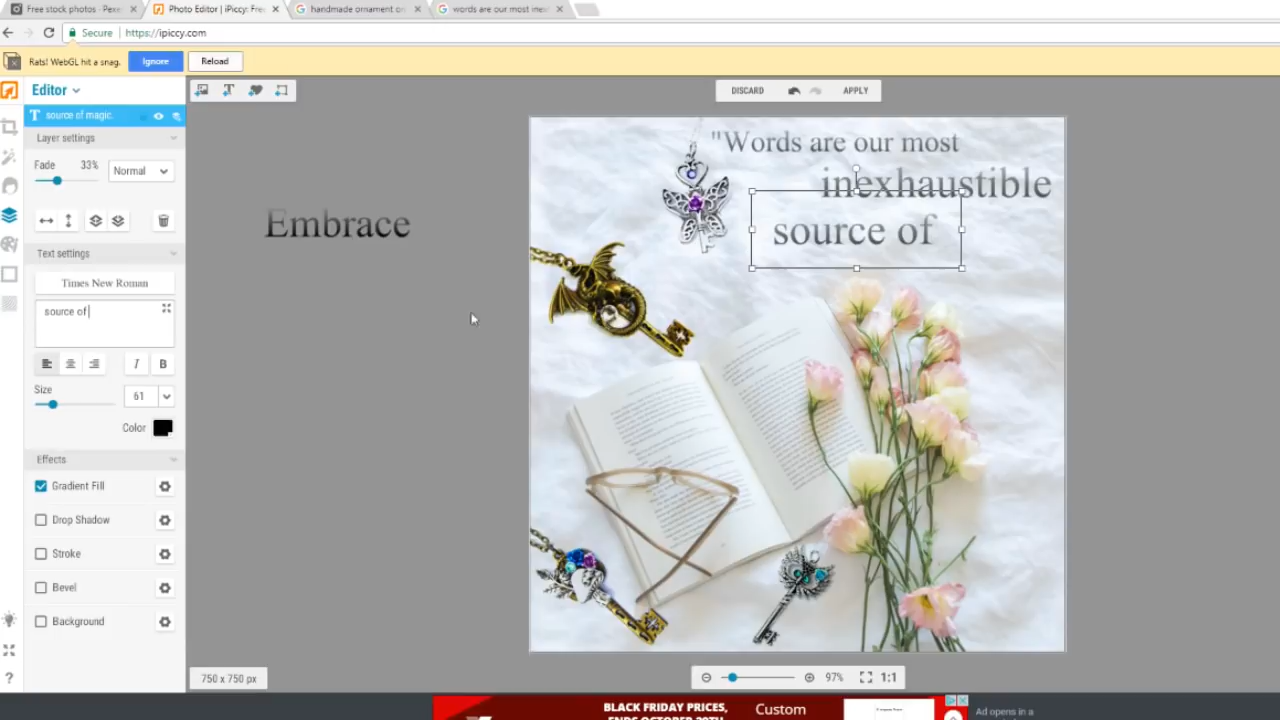 Free stock photos - Pexe
Photo Editor | iPiccy: Fre
handmade ornament or
words are our most inex
Secure https://ipiccy.com
Rats! WebGL hit a snag. Ignore Reload
Editor
DISCARD APPLY
source of magic.
Layer settings
Fade 33% Normal
Text settings
Times New Roman
source of
Size 61
Color
Effects
Gradient Fill
Drop Shadow
Stroke
Bevel
Background
Embrace
"Words are our most
inexhaustible
source of
750 x 750 px
97% 1:1
BLACK FRIDAY PRICES,
ENDS OCTOBER 29TH
Custom
Ad opens in a